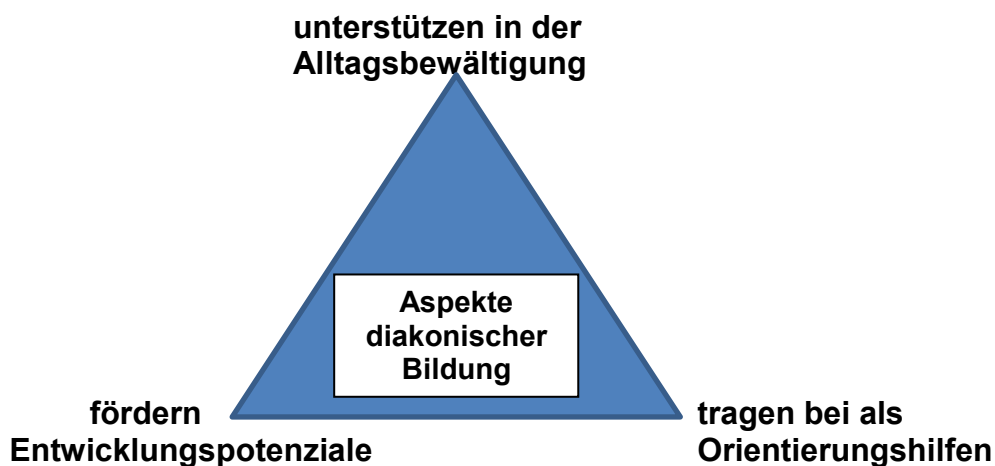 unterstützen in der
Alltagsbewältigung
Aspekte
diakonischer
Bildung
fördern
Entwicklungspotenziale
tragen bei als
Orientierungshilfen